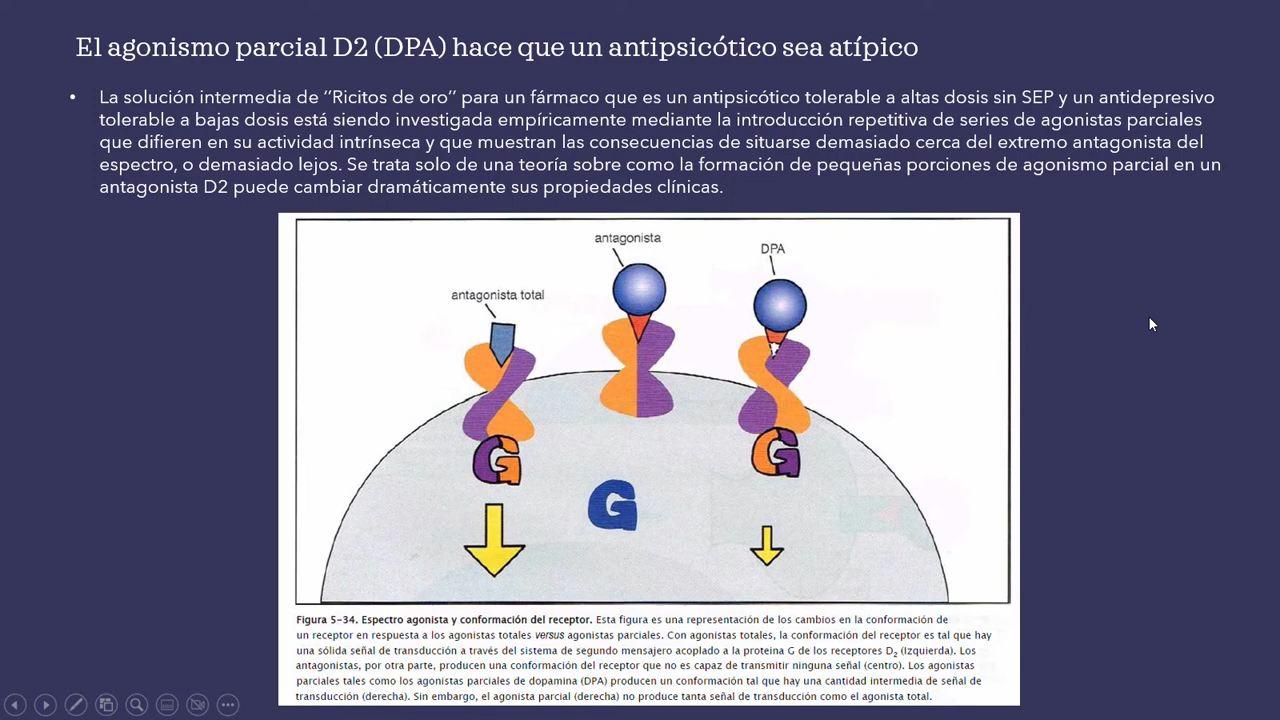 El agonismo parcial D2 (DPA) hace que un antipsicótico sea atípico
• La solución intermedia de ‘’Ricitos de oro’’ para un fármaco que es un antipsicótico tolerable a altas dosis sin SEP y un antidepresivo
tolerable a bajas dosis está siendo investigada empíricamente mediante la introducción repetitiva de series de agonistas parciales
que difieren en su actividad intrínseca y que muestran las consecuencias de situarse demasiado cerca del extremo antagonista del
espectro, o demasiado lejos. Se trata solo de una teoría sobre como la formación de pequeñas porciones de agonismo parcial en un
antagonista D2 puede cambiar dramáticamente sus propiedades clínicas.
antagonista
DPA
antagonista total
G
G
G
Figura 5-34. Espectro agonista y conformación del receptor. Esta figura es una representación de los cambios en la conformación de
un receptor en respuesta a los agonistas totales versus agonistas parciales. Con agonistas totales, la conformación del receptor es tal que hay
una sólida señal de transducción a través del sistema de segundo mensajero acoplado a la proteina G de los receptores D2 (Izquierda). Los
antagonistas, por otra parte, producen una conformación del receptor que no es capaz de transmitir ninguna señal (centro). Los agonistas
parciales tales como los agonistas parciales de dopamina (DPA) producen un conformación tal que hay una cantidad intermedia de señal de
transducción (derecha). Sin embargo, el agonista parcial (derecha) no produce tanta señal de transducción como el agonista total.